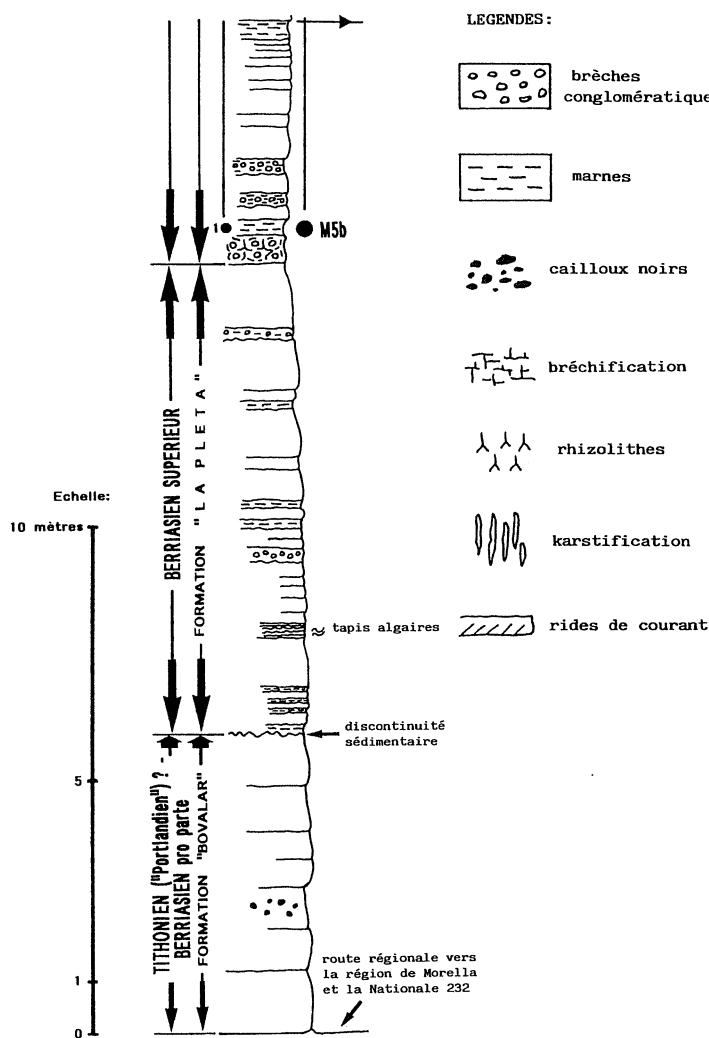 LEGENDES:
brèches
conglomératique
marnes
cailloux noirs
bréchification
rhizolithes
karstification
rides de courant
1
M5b
BERRIASIEN SUPERIEUR
FORMATION "LA PLETA"
Echelle:
10 mètres
tapis algaires
discontinuité
sédimentaire
5
TITHONIEN ("Portlandien") ? -
BERRIASIEN pro parte
FORMATION "BOVALAR"
route régionale vers
la région de Morella
et la Nationale 232
1
0